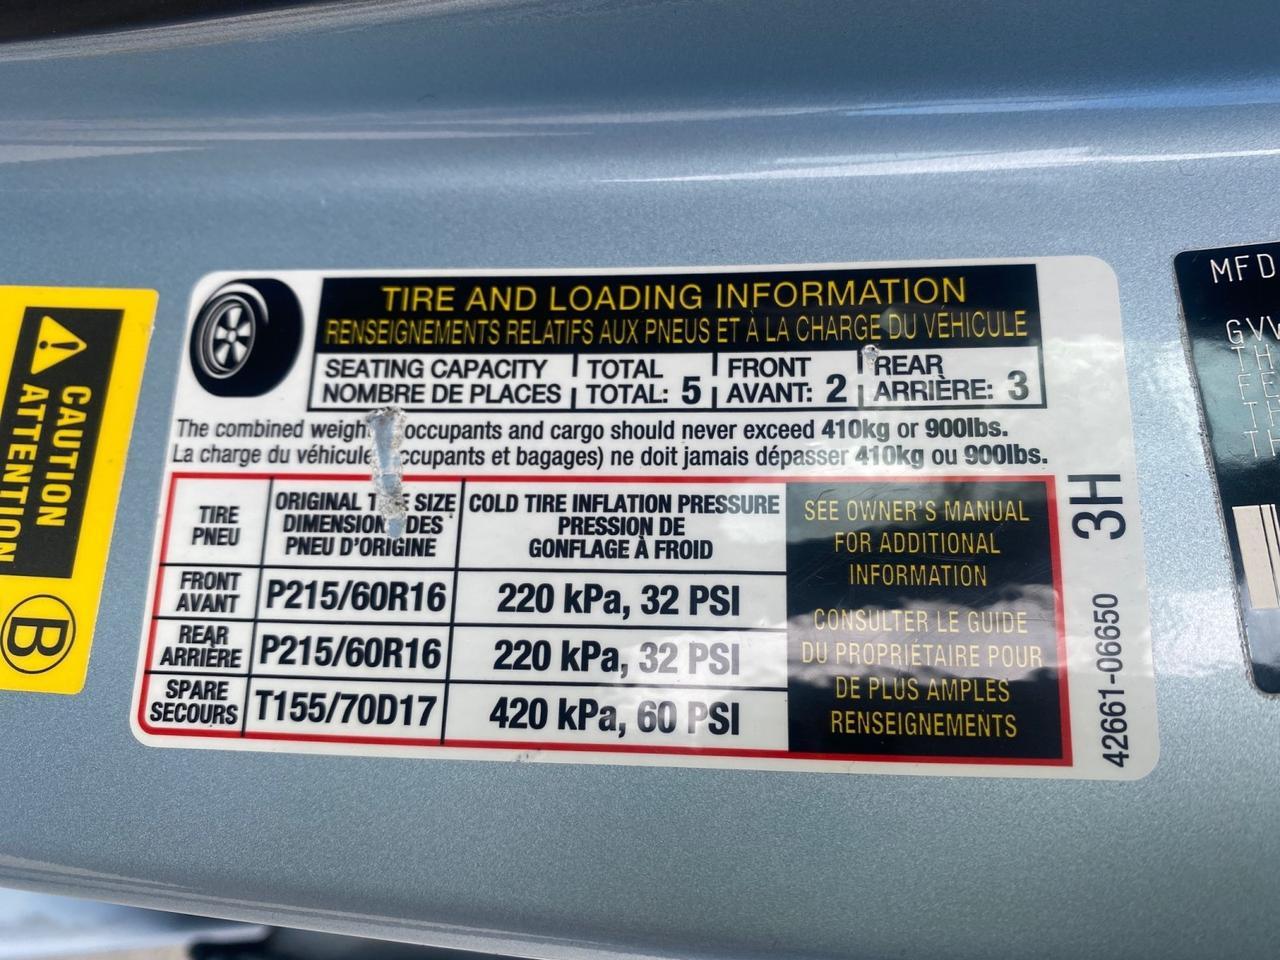 TIRE AND LOADING INFORMATION
RENSEIGNEMENTS RELATIFS AUX PNEUS ET À LA CHARGE DU VÉHICULE
SEATING CAPACITY TOTAL FRONT REAR
NOMBRE DE PLACES TOTAL: 5 AVANT: 2 ARRIÈRE: 3
The combined occupants and cargo should never exceed 410kg or 900lbs.
La charge du véhicule et bagages) ne doit jamais dépasser 410kg ou 900lbs.
TIRE
PNEU
ORIGINAL SIZE
DIMENSION DES
PNEU D'ORIGINE
COLD TIRE INFLATION PRESSURE
PRESSION DE
GONFLAGE À FROID
FRONT
AVANT
P215/60R16
220 kPa, 32 PSI
REAR
ARRIÈRE
P215/60R16
220 kPa, 32 PSI
SPARE
SECOURS
T155/70D17
420 kPa, 60 PSI
SEE OWNER'S MANUAL
FOR ADDITIONAL
INFORMATION
CONSULTER LE GUIDE
DU PROPRIÉTAIRE POUR
DE PLUS AMPLES
RENSEIGNEMENTS
3H
42661-06650
CAUTION
ATTENTION
B
MFD
GVW
TH
FE
TH
TH